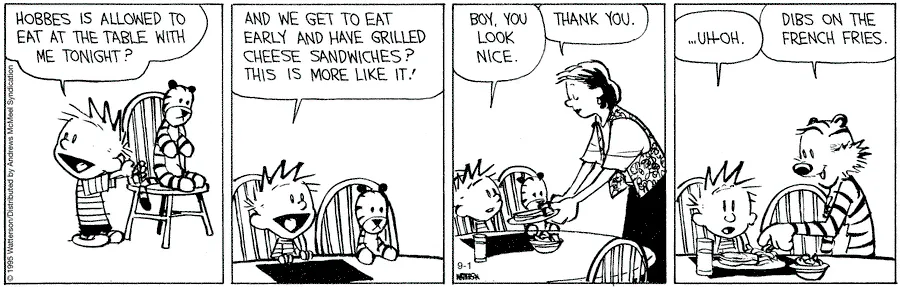 HOBBES IS ALLOWED TO
EAT AT THE TABLE WITH
ME TONIGHT?
© 1995 Watterson/Distributed by Andrews McMeel Syndication
AND WE GET TO EAT
EARLY AND HAVE GRILLED
CHEESE SANDWICHES?
THIS IS MORE LIKE IT!
BOY, YOU
LOOK
NICE.
THANK YOU.
9-1
WATTERSON
...UH-OH.
DIBS ON THE
FRENCH FRIES.